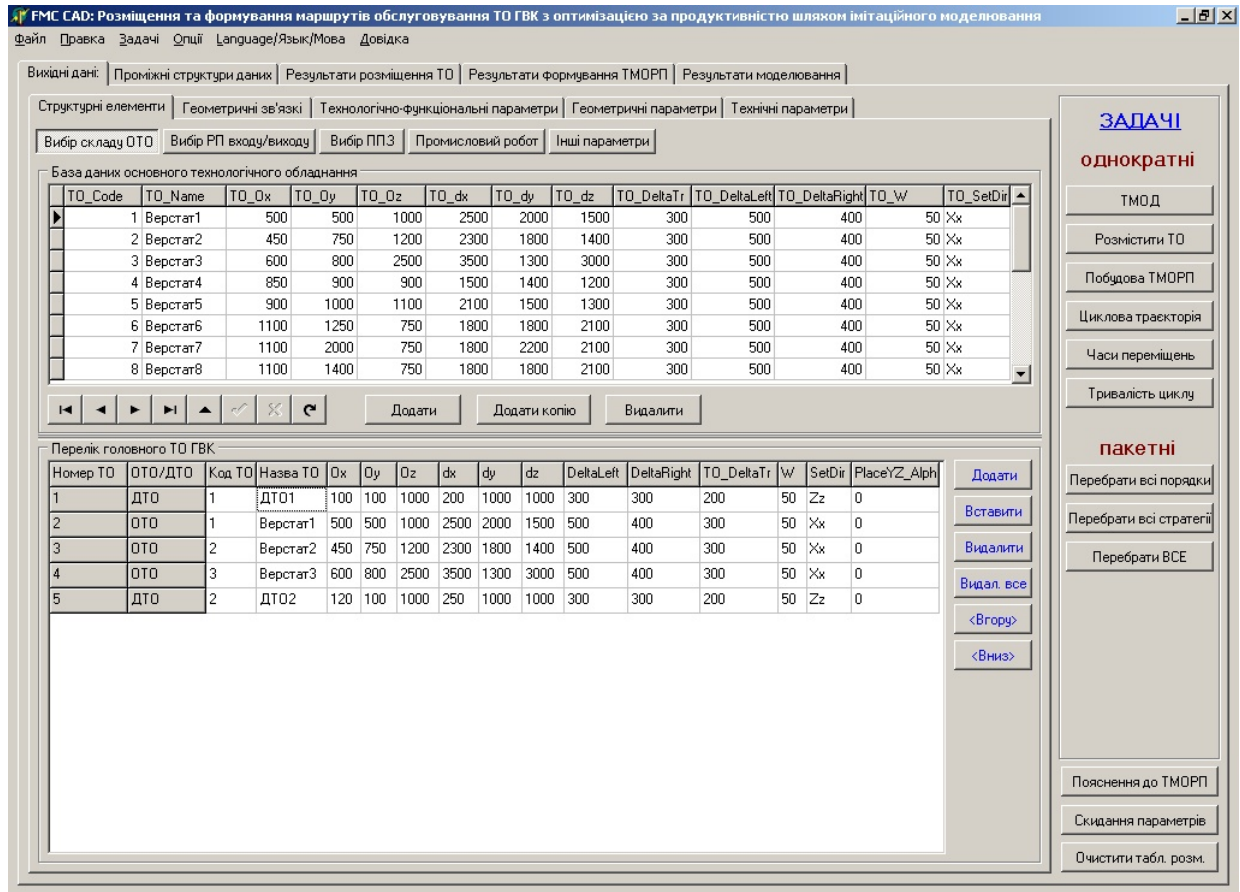 FMC CAD: Розміщення та формування маршрутів обслуговування ТО ГВК з оптимізацією за продуктивністю шляхом імітаційного моделювання
Файл Правка Задачі Опції Language/Язык/Мова Довідка
Вихідні дані: Проміжні структури даних Результати розміщення ТО Результати формування ТМОРП Результати моделювання
Структурні елементи Геометричні зв'язкі Технологічно-функціональні параметри Геометричні параметри Технічні параметри
Вибір складу ОТО Вибір РП входу/виходу Вибір ППЗ Промисловий робот Інші параметри
База даних основного технологічного обладнання
TO_Code TO_Name TO_Ox TO_Oy TO_Oz TO_dx TO_dy TO_dz TO_DeltaTr TO_DeltaLeft TO_DeltaRight TO_W TO_SetDir
1 Верстат1 500 500 1000 2500 2000 1500 300 500 400 50 Xx
2 Верстат2 450 750 1200 2300 1800 1400 300 500 400 50 Xx
3 Верстат3 600 800 2500 3500 1300 3000 300 500 400 50 Xx
4 Верстат4 850 900 900 1500 1400 1200 300 500 400 50 Xx
5 Верстат5 900 1000 1100 2100 1500 1300 300 500 400 50 Xx
6 Верстат6 1100 1250 750 1800 1800 2100 300 500 400 50 Xx
7 Верстат7 1100 2000 750 1800 2200 2100 300 500 400 50 Xx
8 Верстат8 1100 1400 750 1800 1800 2100 300 500 400 50 Xx
Додати Додати копію Видалити
Перелік головного ТО ГВК
Номер ТО ОТО/ДТО Код ТО Назва ТО Ox Oy Oz dx dy dz DeltaLeft DeltaRight TO_DeltaTr W SetDir PlaceYZ_Alph
1 ДТО 1 ДТО1 100 100 1000 200 1000 1000 300 300 200 50 Zz 0
2 ОТО 1 Верстат1 500 500 1000 2500 2000 1500 500 400 300 50 Xx 0
3 ОТО 2 Верстат2 450 750 1200 2300 1800 1400 500 400 300 50 Xx 0
4 ОТО 3 Верстат3 600 800 2500 3500 1300 3000 500 400 300 50 Xx 0
5 ДТО 2 ДТО2 120 100 1000 250 1000 1000 300 300 200 50 Zz 0
Додати
Вставити
Видалити
Видал. все
<Вгору>
<Вниз>
ЗАДАЧІ
однократні
ТМОД
Розмістити ТО
Побудова ТМОРП
Циклова траєкторія
Часи переміщень
Тривалість циклу
пакетні
Перебрати всі порядки
Перебрати всі стратегії
Перебрати ВСЕ
Пояснення до ТМОРП
Скидання параметрів
Очистити табл. розм.